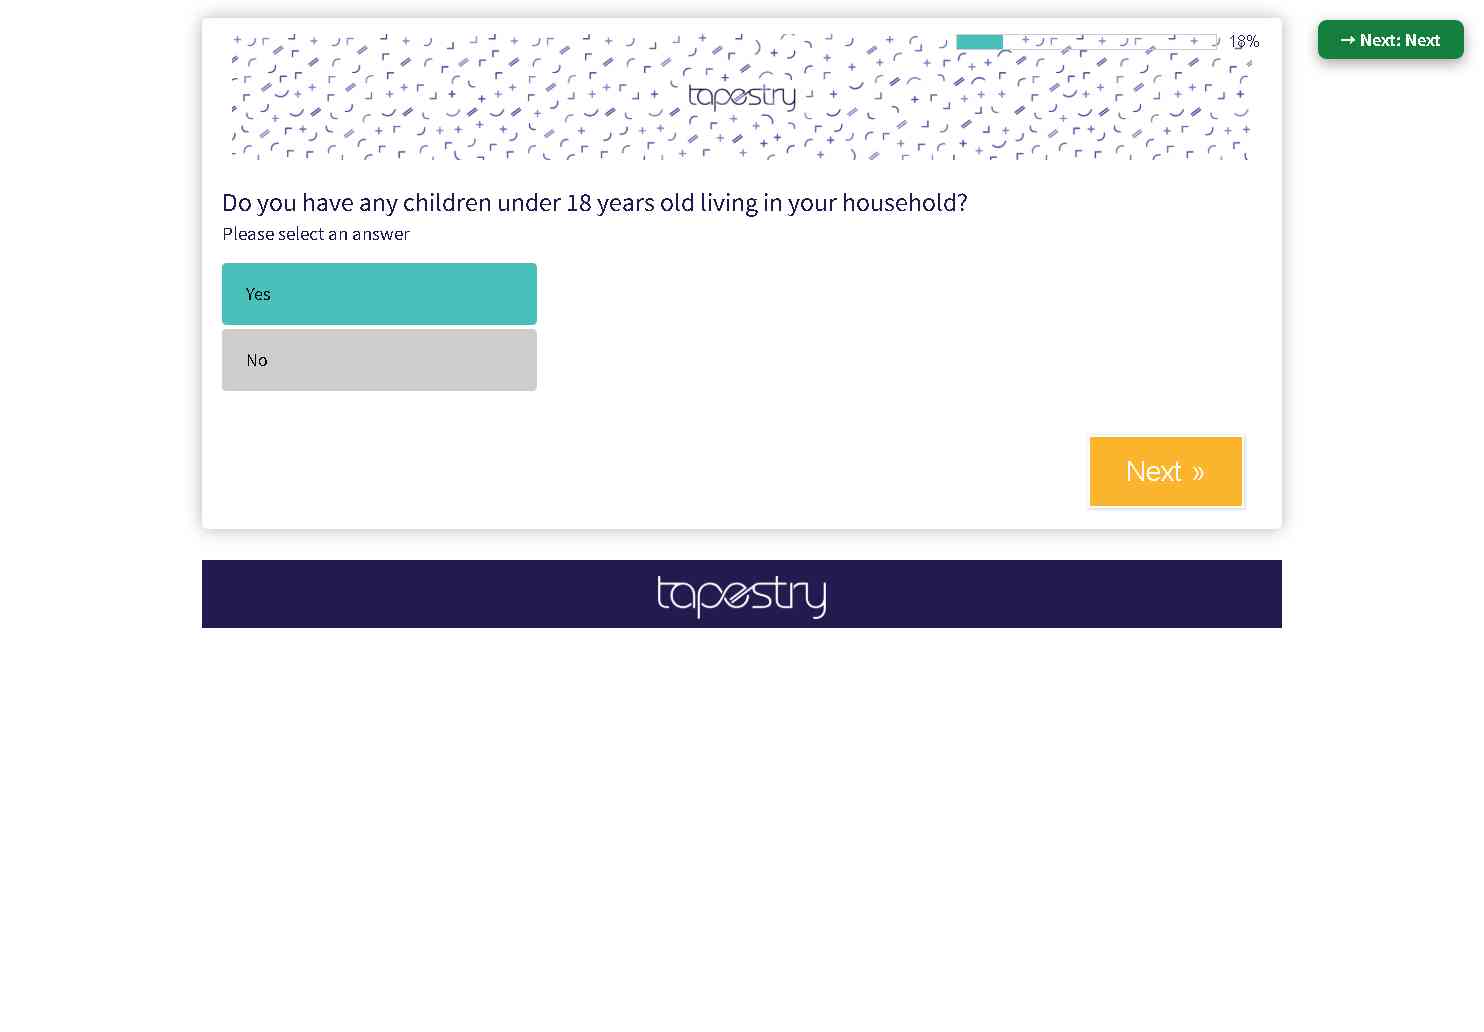 18%
→ Next: Next
tapestry
Do you have any children under 18 years old living in your household?
Please select an answer
Yes
No
Next »
tapestry